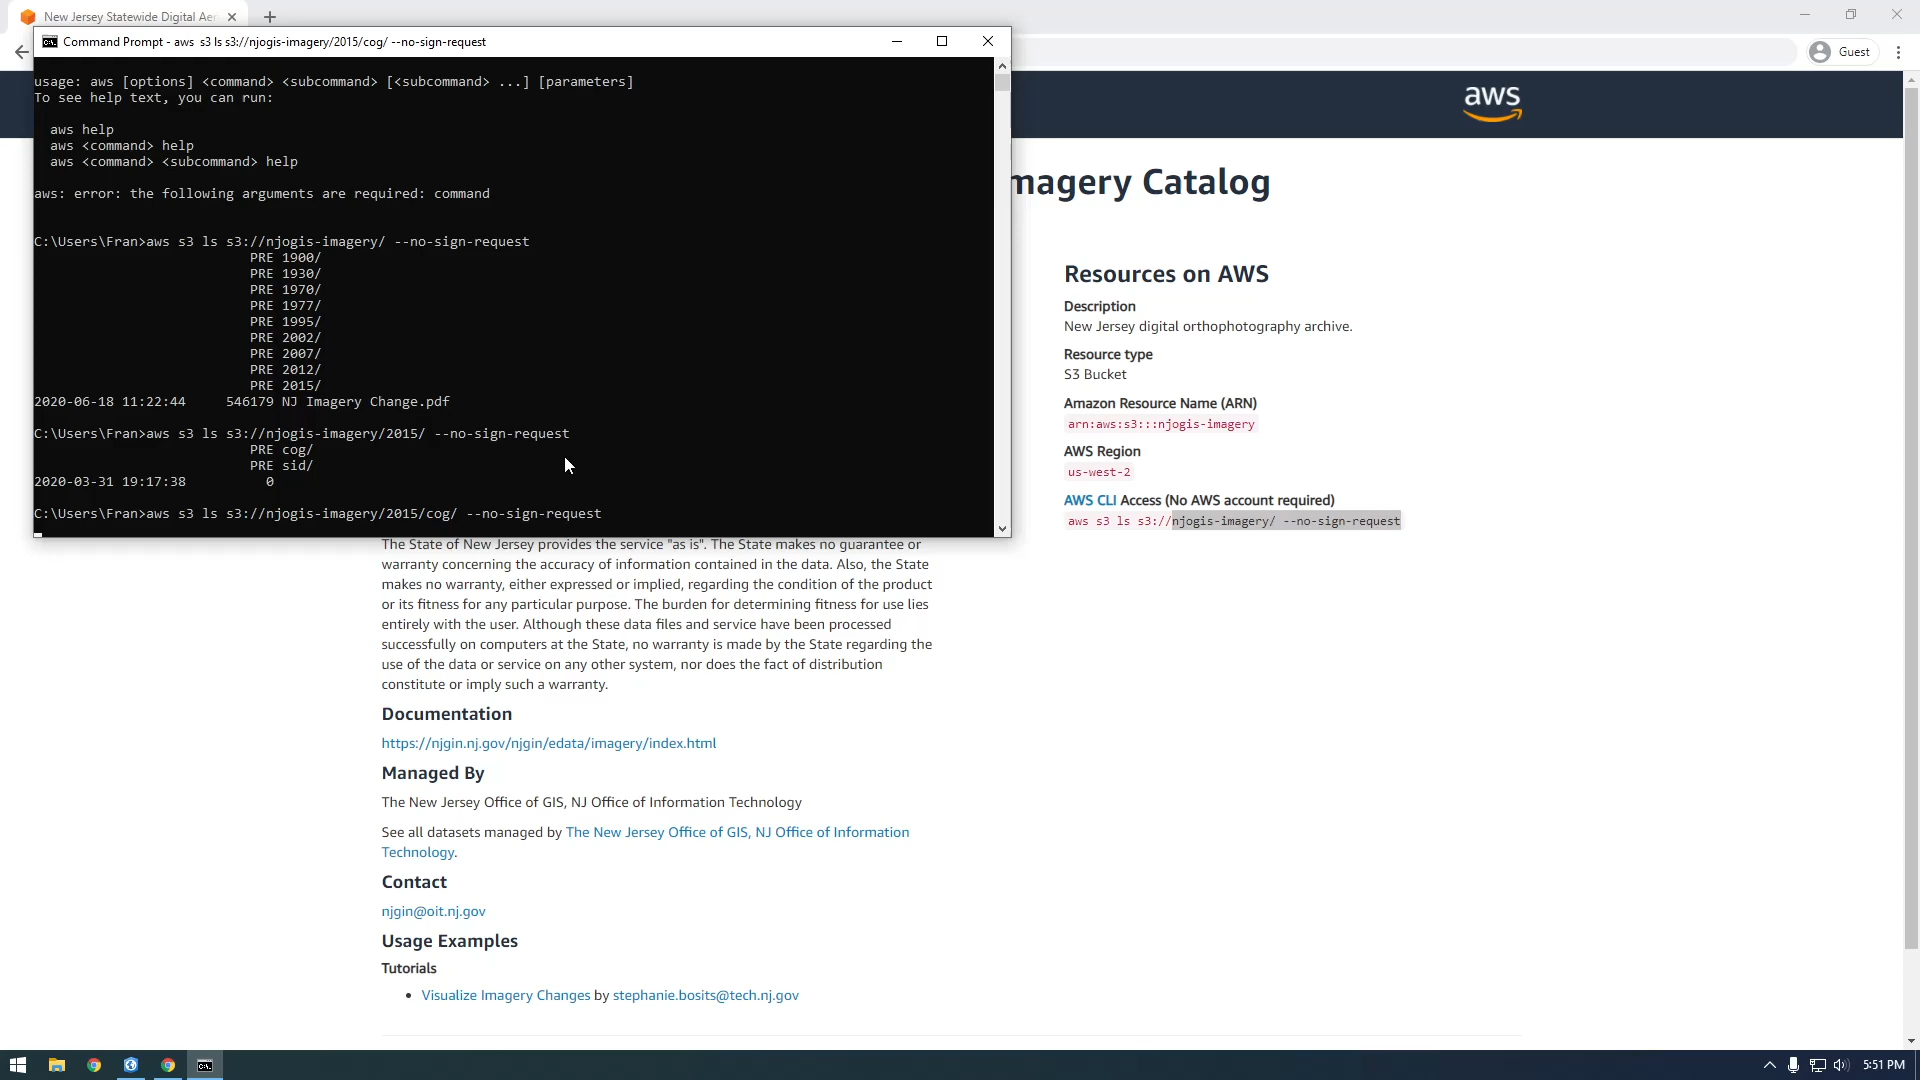 New Jersey Statewide Digital Aer
Command Prompt - aws  s3 ls s3://njogis-imagery/2015/cog/ --no-sign-request
Guest
usage: aws [options] <command> <subcommand> [<subcommand> ...] [parameters]
To see help text, you can run:
aws help
aws <command> help
aws <command> <subcommand> help
aws: error: the following arguments are required: command
C:\Users\Fran>aws s3 ls s3://njogis-imagery/ --no-sign-request
PRE 1900/
PRE 1930/
PRE 1970/
PRE 1977/
PRE 1995/
PRE 2002/
PRE 2007/
PRE 2012/
PRE 2015/
2020-06-18 11:22:44     546179 NJ Imagery Change.pdf
C:\Users\Fran>aws s3 ls s3://njogis-imagery/2015/ --no-sign-request
PRE cog/
PRE sid/
2020-03-31 19:17:38          0
C:\Users\Fran>aws s3 ls s3://njogis-imagery/2015/cog/ --no-sign-request
aws
magery Catalog
Resources on AWS
Description
New Jersey digital orthophotography archive.
Resource type
S3 Bucket
Amazon Resource Name (ARN)
arn:aws:s3:::njogis-imagery
AWS Region
us-west-2
AWS CLI Access (No AWS account required)
aws s3 ls s3://njogis-imagery/ --no-sign-request
The State of New Jersey provides the service "as is". The State makes no guarantee or
warranty concerning the accuracy of information contained in the data. Also, the State
makes no warranty, either expressed or implied, regarding the condition of the product
or its fitness for any particular purpose. The burden for determining fitness for use lies
entirely with the user. Although these data files and service have been processed
successfully on computers at the State, no warranty is made by the State regarding the
use of the data or service on any other system, nor does the fact of distribution
constitute or imply such a warranty.
Documentation
https://njgin.nj.gov/njgin/edata/imagery/index.html
Managed By
The New Jersey Office of GIS, NJ Office of Information Technology
See all datasets managed by The New Jersey Office of GIS, NJ Office of Information
Technology.
Contact
njgin@oit.nj.gov
Usage Examples
Tutorials
• Visualize Imagery Changes by stephanie.bosits@tech.nj.gov
5:51 PM